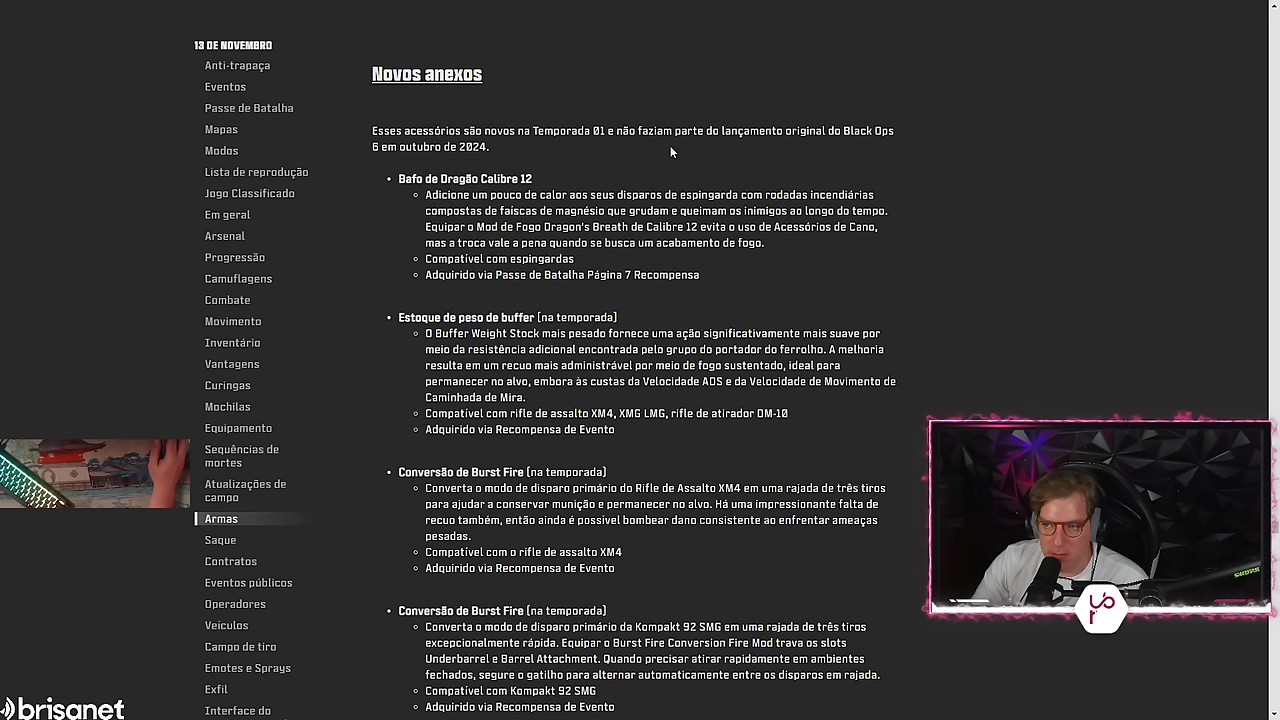 13 DE NOVEMBRO
Anti-trapaça
Eventos
Passe de Batalha
Mapas
Modos
Lista de reprodução
Jogo Classificado
Em geral
Arsenal
Progressão
Camuflagens
Combate
Movimento
Inventário
Vantagens
Curingas
Mochilas
Equipamento
Sequências de
mortes
Atualizações de
campo
Armas
Saque
Contratos
Eventos públicos
Operadores
Veículos
Campo de tiro
Emotes e Sprays
Exfil
Interface do
Novos anexos
Esses acessórios são novos na Temporada 01 e não faziam parte do lançamento original do Black Ops
6 em outubro de 2024.
• Bafo de Dragão Calibre 12
Adicione um pouco de calor aos seus disparos de espingarda com rodadas incendiárias
compostas de faíscas de magnésio que grudam e queimam os inimigos ao longo do tempo.
Equipar o Mod de Fogo Dragon's Breath de Calibre 12 evita o uso de Acessórios de Cano,
mas a troca vale a pena quando se busca um acabamento de fogo.
Compatível com espingardas
Adquirido via Passe de Batalha Página 7 Recompensa
• Estoque de peso de buffer (na temporada)
O Buffer Weight Stock mais pesado fornece uma ação significativamente mais suave por
meio da resistência adicional encontrada pelo grupo do portador do ferrolho. A melhoria
resulta em um recuo mais administrável por meio de fogo sustentado, ideal para
permanecer no alvo, embora às custas da Velocidade ADS e da Velocidade de Movimento de
Caminhada de Mira.
Compatível com rifle de assalto XM4, XMG LMG, rifle de atirador DM-10
Adquirido via Recompensa de Evento
• Conversão de Burst Fire (na temporada)
Converta o modo de disparo primário do Rifle de Assalto XM4 em uma rajada de três tiros
para ajudar a conservar munição e permanecer no alvo. Há uma impressionante falta de
recuo também, então ainda é possível bombear dano consistente ao enfrentar ameaças
pesadas.
Compatível com o rifle de assalto XM4
Adquirido via Recompensa de Evento
• Conversão de Burst Fire (na temporada)
Converta o modo de disparo primário da Kompakt 92 SMG em uma rajada de três tiros
excepcionalmente rápida. Equipar o Burst Fire Conversion Fire Mod trava os slots
Underbarrel e Barrel Attachment. Quando precisar atirar rapidamente em ambientes
fechados, segure o gatilho para alternar automaticamente entre os disparos em rajada.
Compatível com Kompakt 92 SMG
Adquirido via Recompensa de Evento
SHURE
brisanet